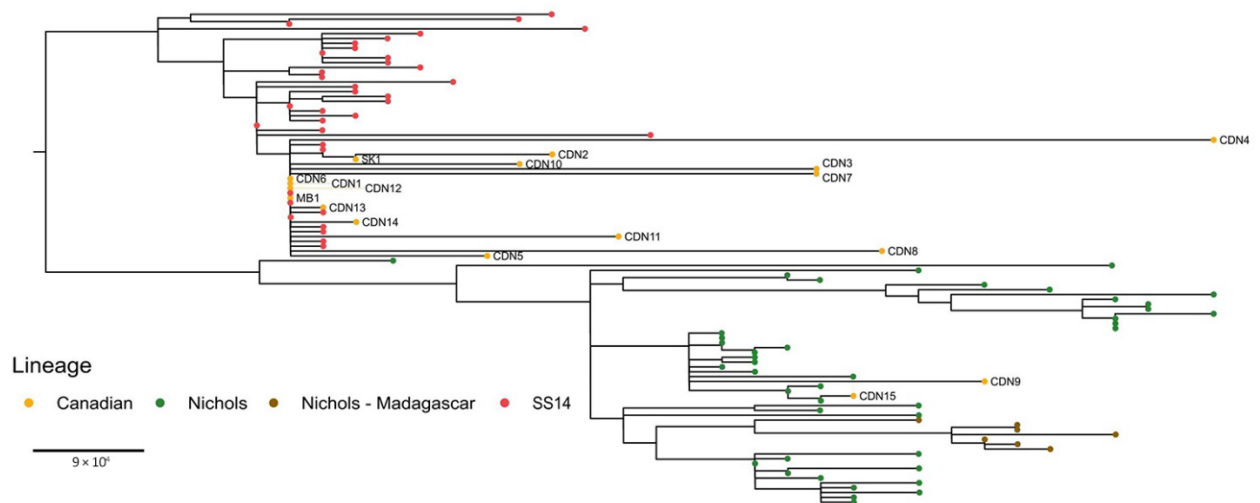 CDN4
CDN2
SK1
CDN10
CDN3
CDN7
CDN6
CDN1
CDN12
MB1
CDN13
CDN14
CDN11
CDN8
CDN5
CDN9
CDN15
Lineage
Canadian Nichols Nichols - Madagascar SS14
9 × 10⁴